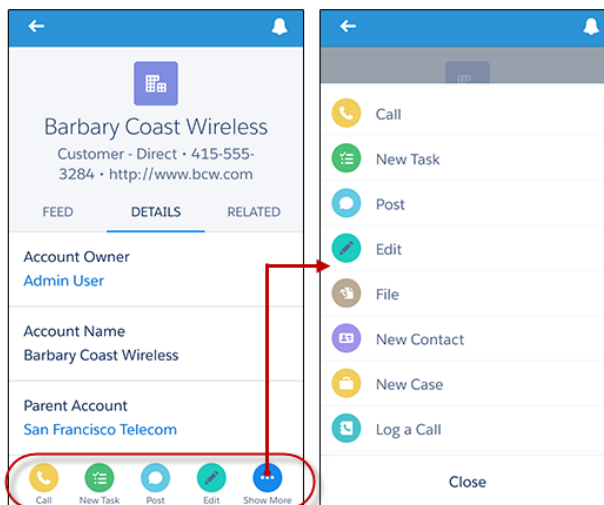 Barbary Coast Wireless
Customer - Direct • 415-555-
3284 • http://www.bcw.com
FEED DETAILS RELATED
Account Owner
Admin User
Account Name
Barbary Coast Wireless
Parent Account
San Francisco Telecom
Call New Task Post Edit Show More
Call
New Task
Post
Edit
File
New Contact
New Case
Log a Call
Close